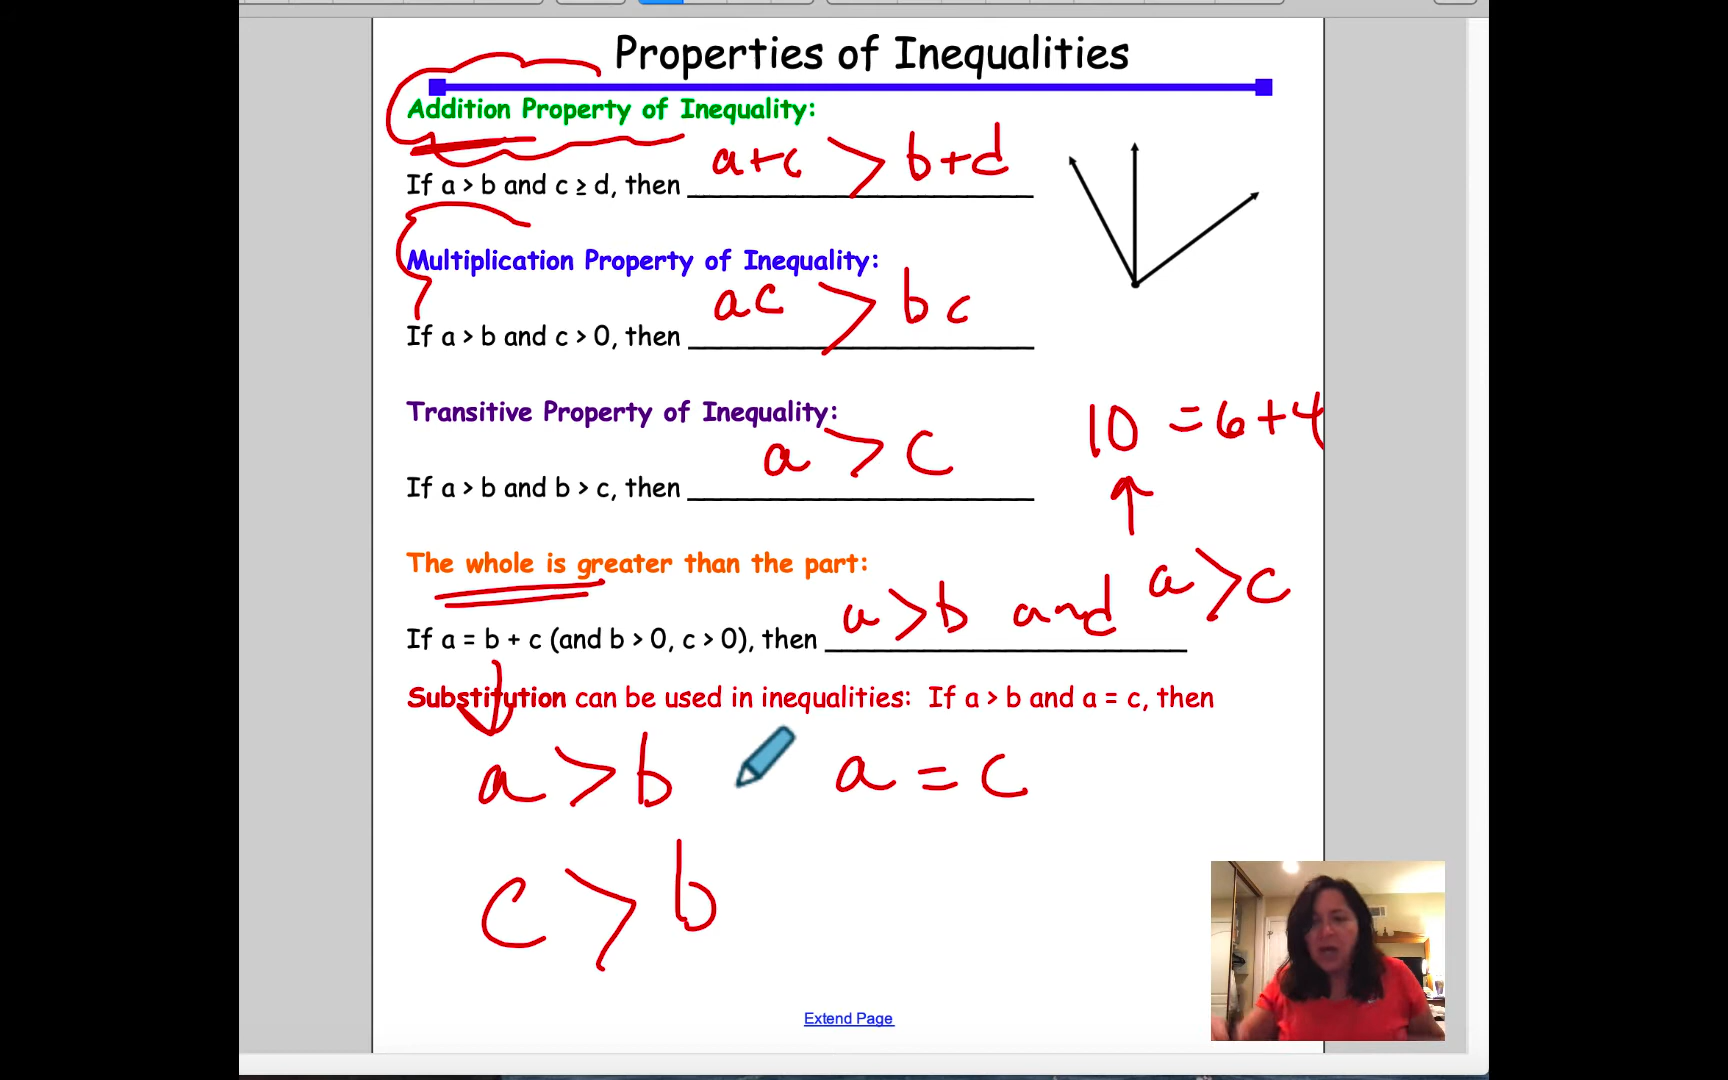 Properties of Inequalities
Addition Property of Inequality:
If a > b and c ≥ d, then a+c > b+d
Multiplication Property of Inequality:
If a > b and c > 0, then ac > bc
Transitive Property of Inequality:
If a > b and b > c, then a > c
10 = 6+4
The whole is greater than the part:
If a = b + c (and b > 0, c > 0), then a > b and a > c
Substitution can be used in inequalities: If a > b and a = c, then
a > b a = c
c > b
Extend Page